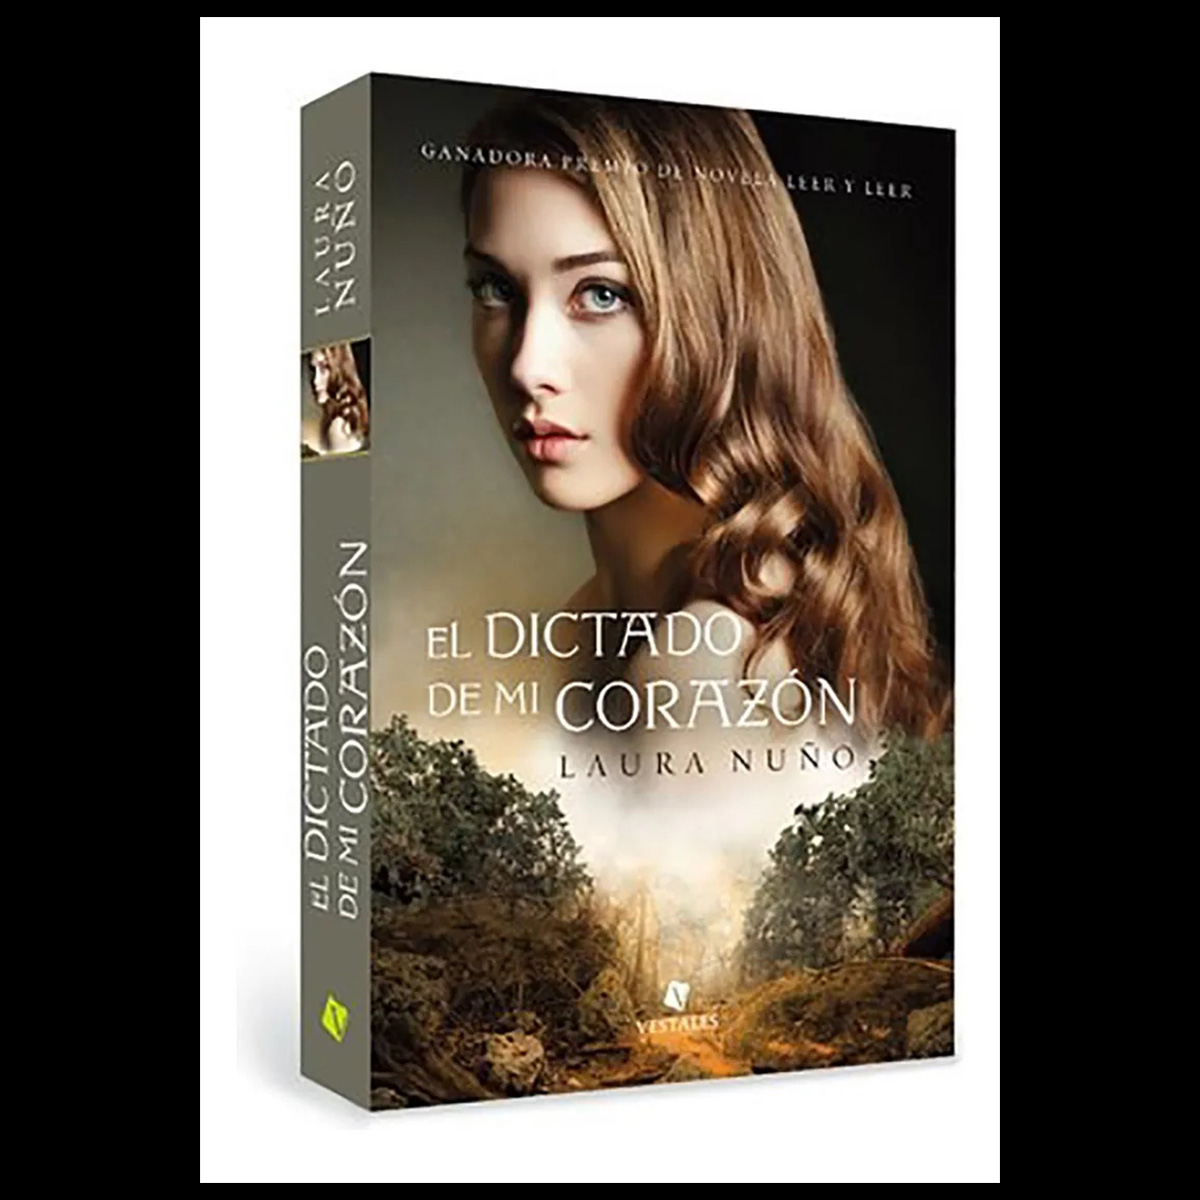 GANADORA PREMIO DE NOVELA LEER Y LEER
EL DICTADO
DE MI CORAZÓN
LAURA NUÑO
VESTALES
LAURA
NUÑO
EL DICTADO
DE MI CORAZÓN